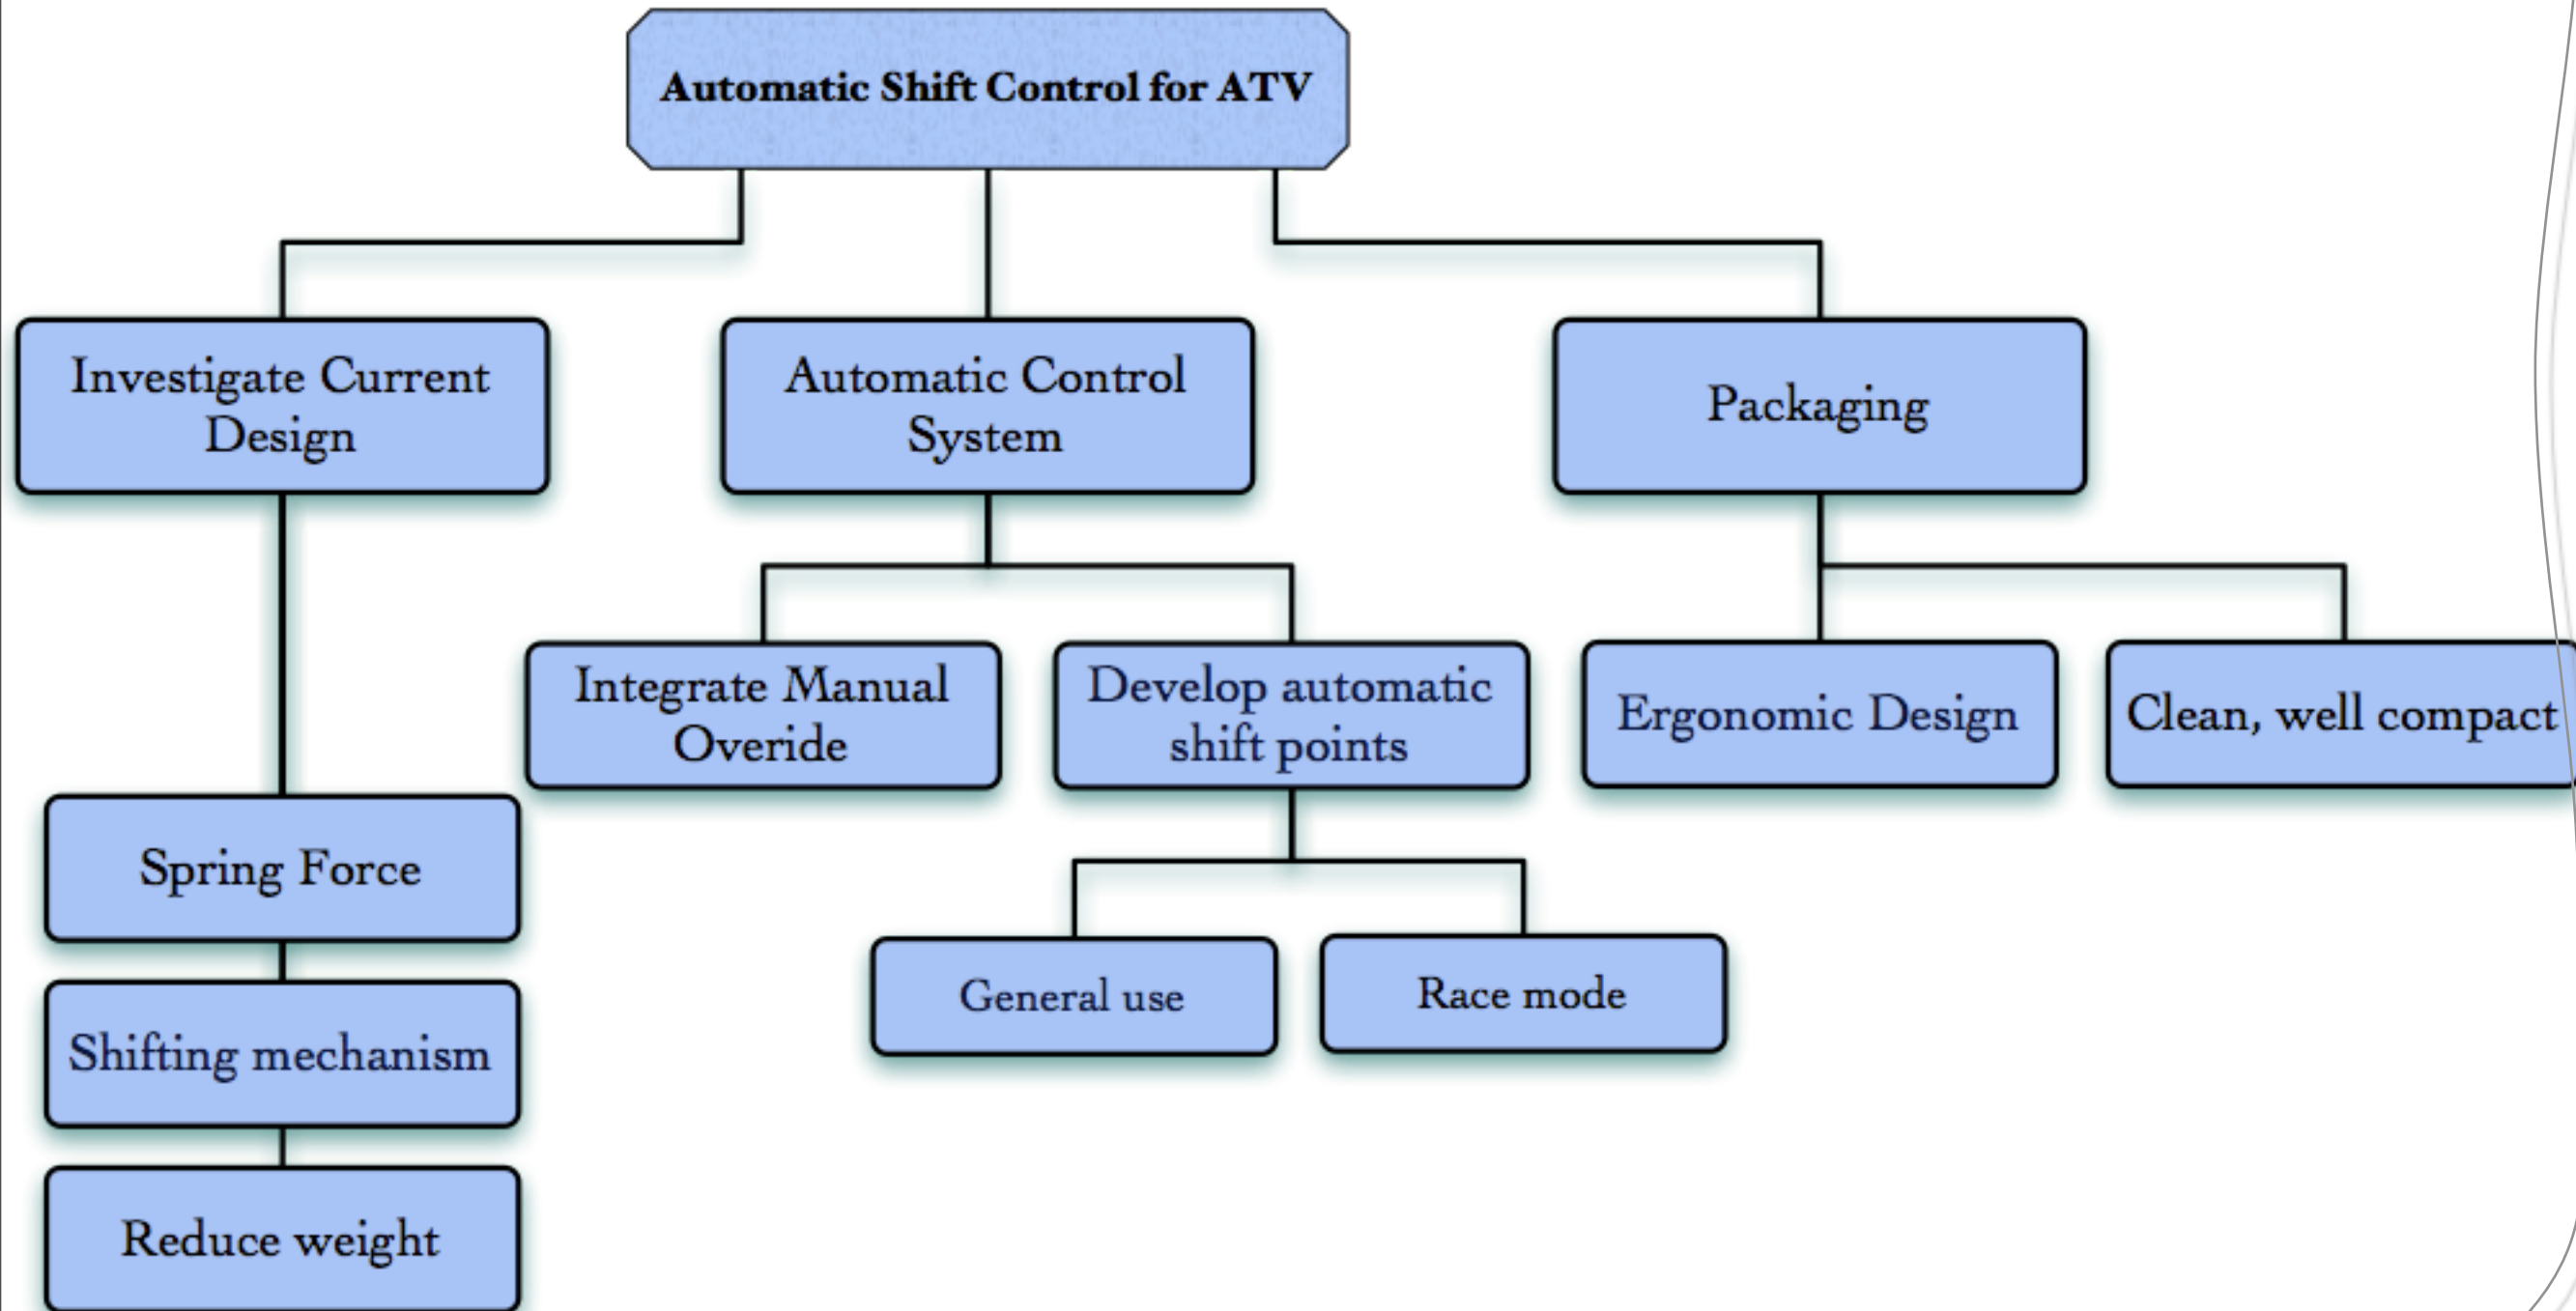 Automatic Shift Control for ATV
Investigate Current
Design
Automatic Control
System
Packaging
Integrate Manual
Overide
Develop automatic
shift points
Ergonomic Design
Clean, well compact
Spring Force
General use
Race mode
Shifting mechanism
Reduce weight